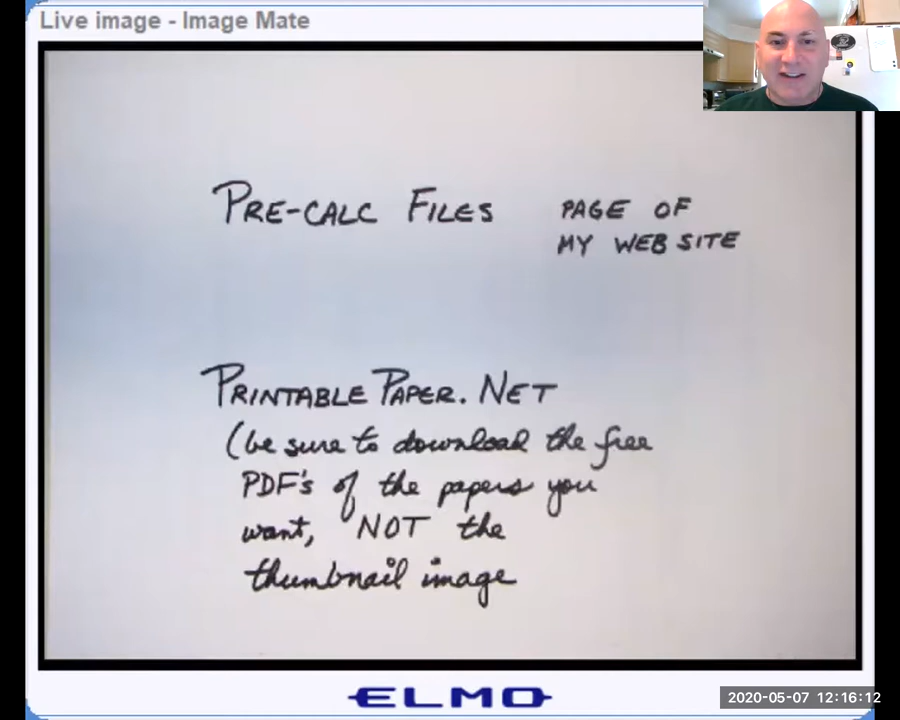 Live image - Image Mate
PRE-CALC FILES PAGE OF
MY WEB SITE
PRINTABLE PAPER. NET
(be sure to download the free
PDF's of the papers you
want, NOT the
thumbnail image
ELMO
2020-05-07 12:16:12